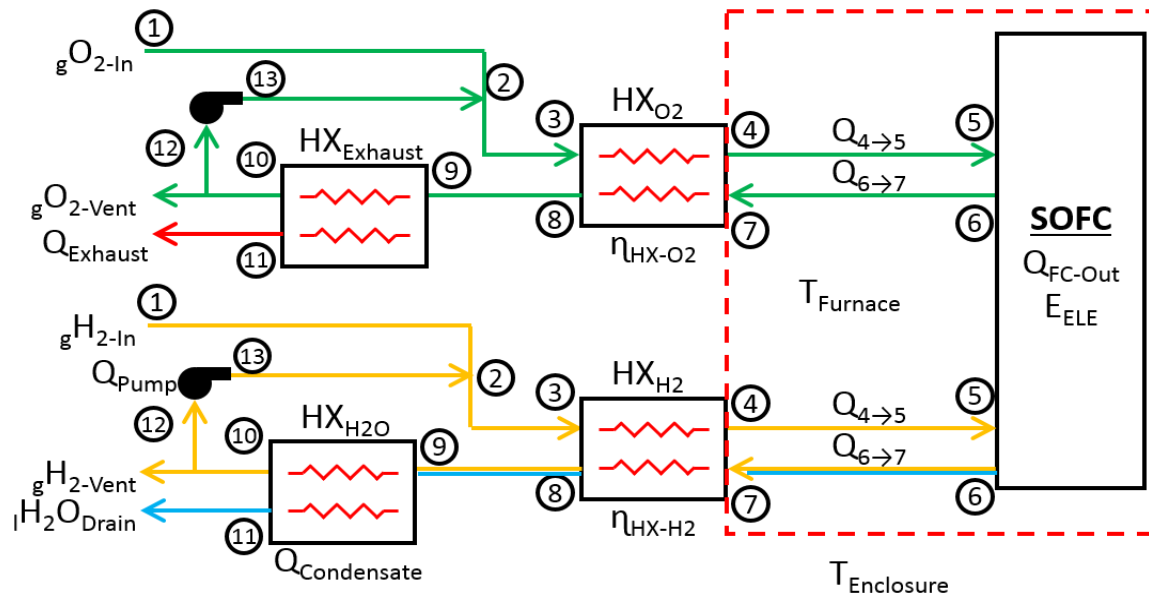 ①
gO2-In
⑬
②
③
HXO2
④
Q4→5
⑤
⑫
⑩
HXExhaust
⑨
gO2-Vent
⑧
Q6→7
⑥
SOFC
QExhaust
⑪
ηHX-O2
⑦
QFC-Out
EELE
TFurnace
①
gH2-In
⑬
②
③
HXH2
④
Q4→5
⑤
QPump
⑫
⑩
HXH2O
⑨
Q6→7
gH2-Vent
⑧
⑦
⑥
lH2ODrain
⑪
ηHX-H2
QCondensate
TEnclosure